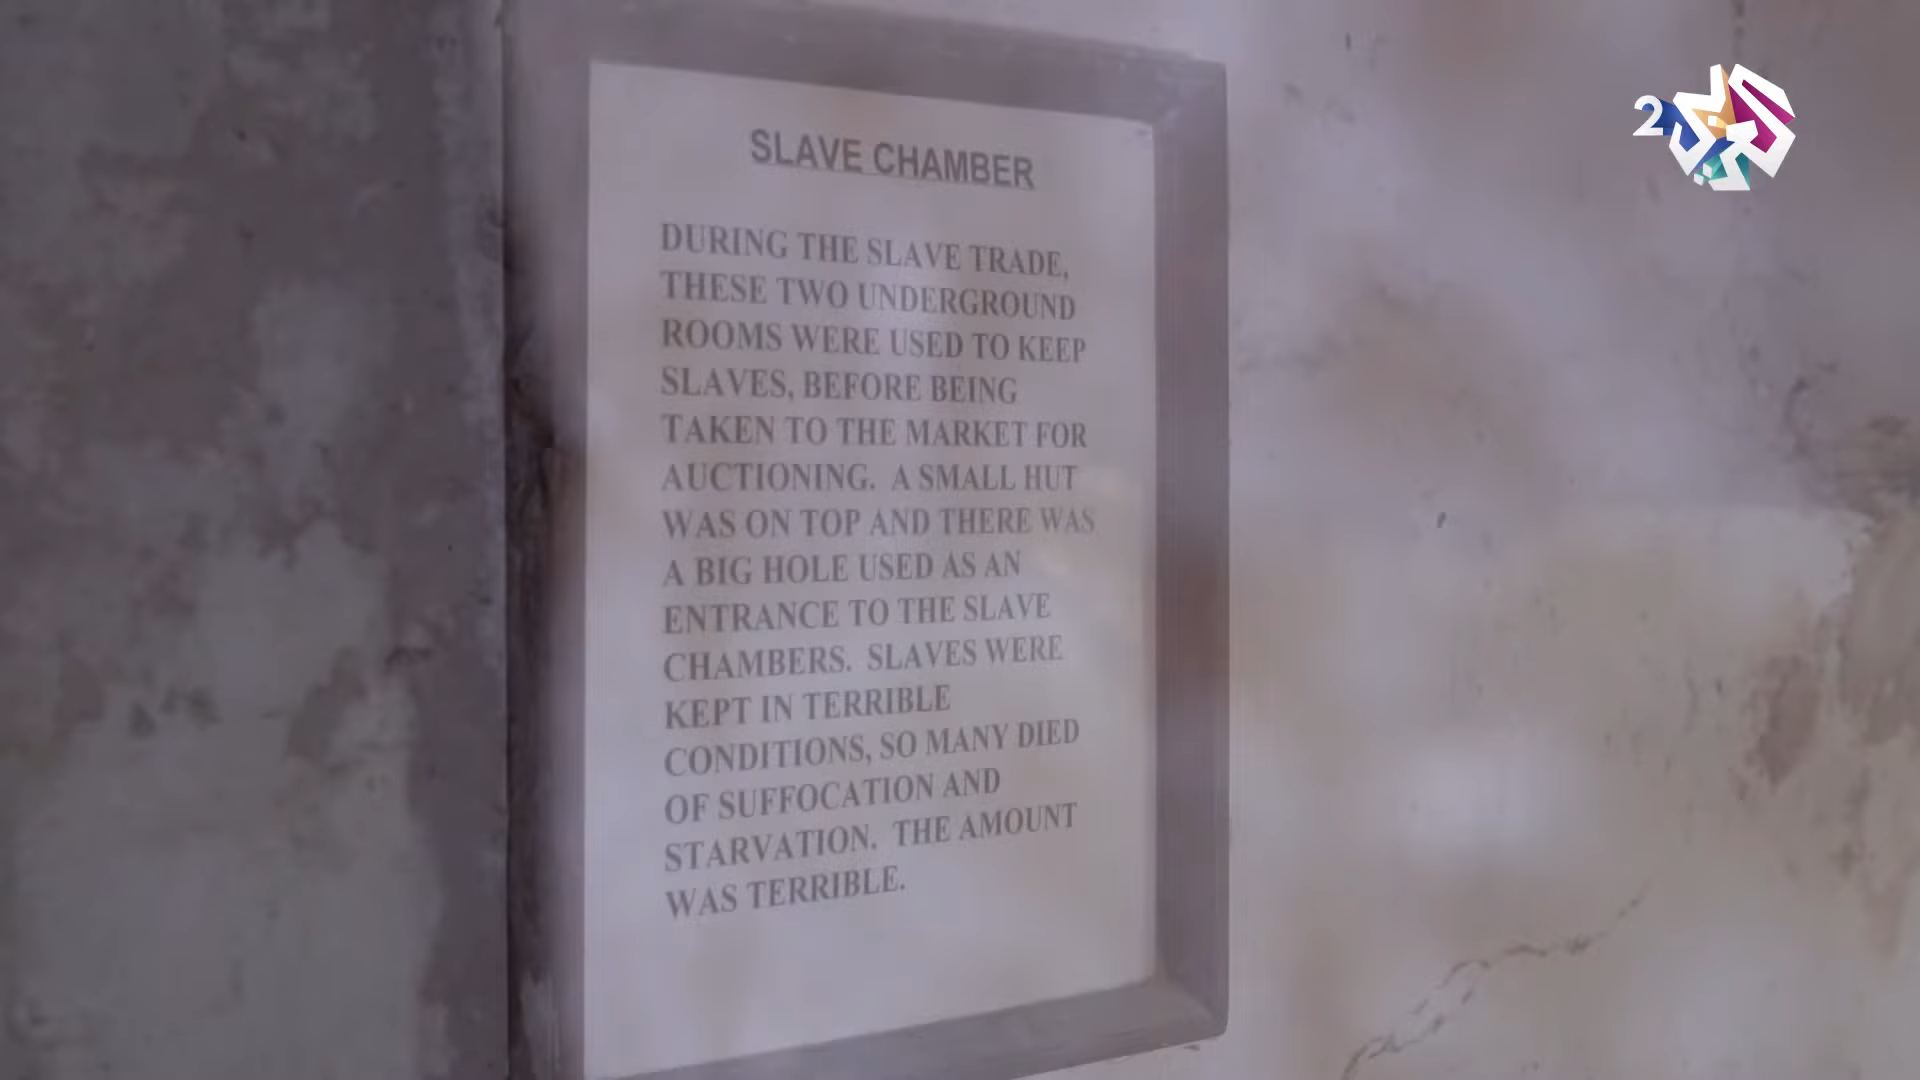 SLAVE CHAMBER
DURING THE SLAVE TRADE,
THESE TWO UNDERGROUND
ROOMS WERE USED TO KEEP
SLAVES, BEFORE BEING
TAKEN TO THE MARKET FOR
AUCTIONING. A SMALL HUT
WAS ON TOP AND THERE WAS
A BIG HOLE USED AS AN
ENTRANCE TO THE SLAVE
CHAMBERS. SLAVES WERE
KEPT IN TERRIBLE
CONDITIONS, SO MANY DIED
OF SUFFOCATION AND
STARVATION. THE AMOUNT
WAS TERRIBLE.
2